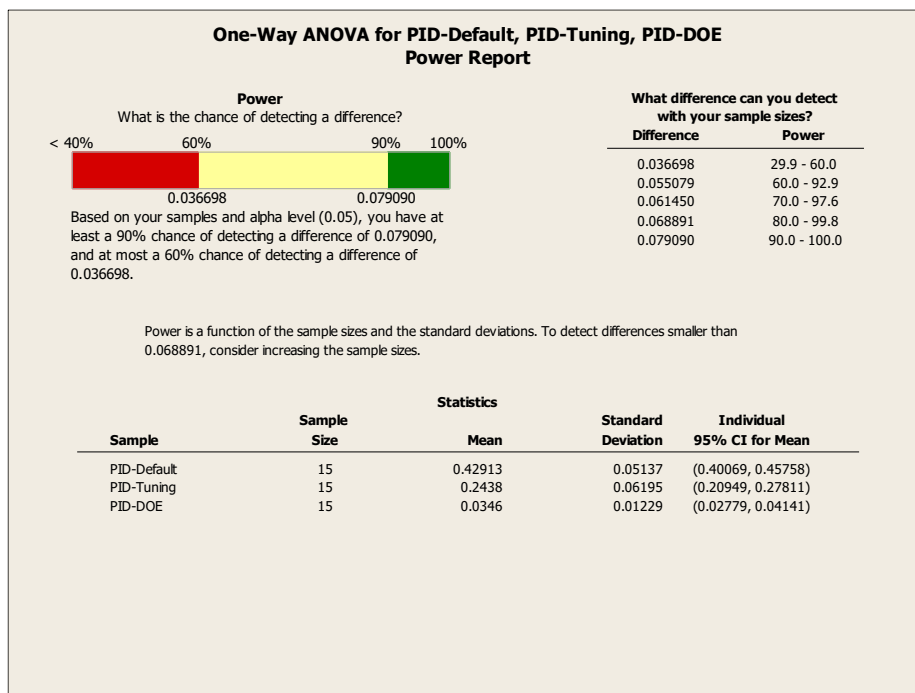 One-Way ANOVA for PID-Default, PID-Tuning, PID-DOE
Power Report
Power
What is the chance of detecting a difference?
< 40% 60% 90% 100%
0.036698 0.079090
Based on your samples and alpha level (0.05), you have at
least a 90% chance of detecting a difference of 0.079090,
and at most a 60% chance of detecting a difference of
0.036698.
What difference can you detect
with your sample sizes?
Difference Power
0.036698 29.9 - 60.0
0.055079 60.0 - 92.9
0.061450 70.0 - 97.6
0.068891 80.0 - 99.8
0.079090 90.0 - 100.0
Power is a function of the sample sizes and the standard deviations. To detect differences smaller than
0.068891, consider increasing the sample sizes.
Statistics
Sample Standard Individual
Sample Size Mean Deviation 95% CI for Mean
PID-Default 15 0.42913 0.05137 (0.40069, 0.45758)
PID-Tuning 15 0.2438 0.06195 (0.20949, 0.27811)
PID-DOE 15 0.0346 0.01229 (0.02779, 0.04141)